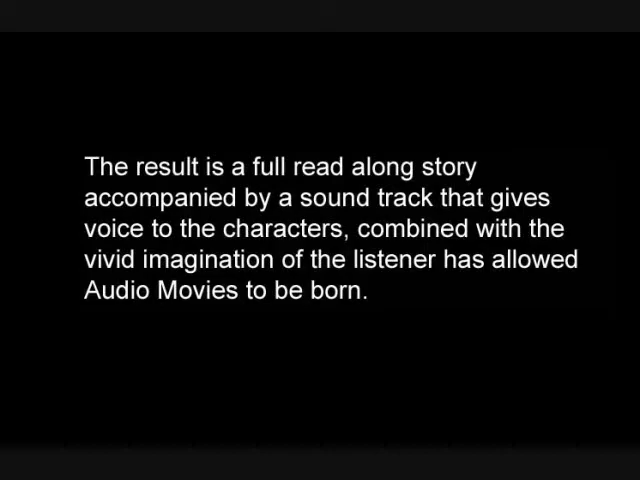 The result is a full read along story
accompanied by a sound track that gives
voice to the characters, combined with the
vivid imagination of the listener has allowed
Audio Movies to be born.